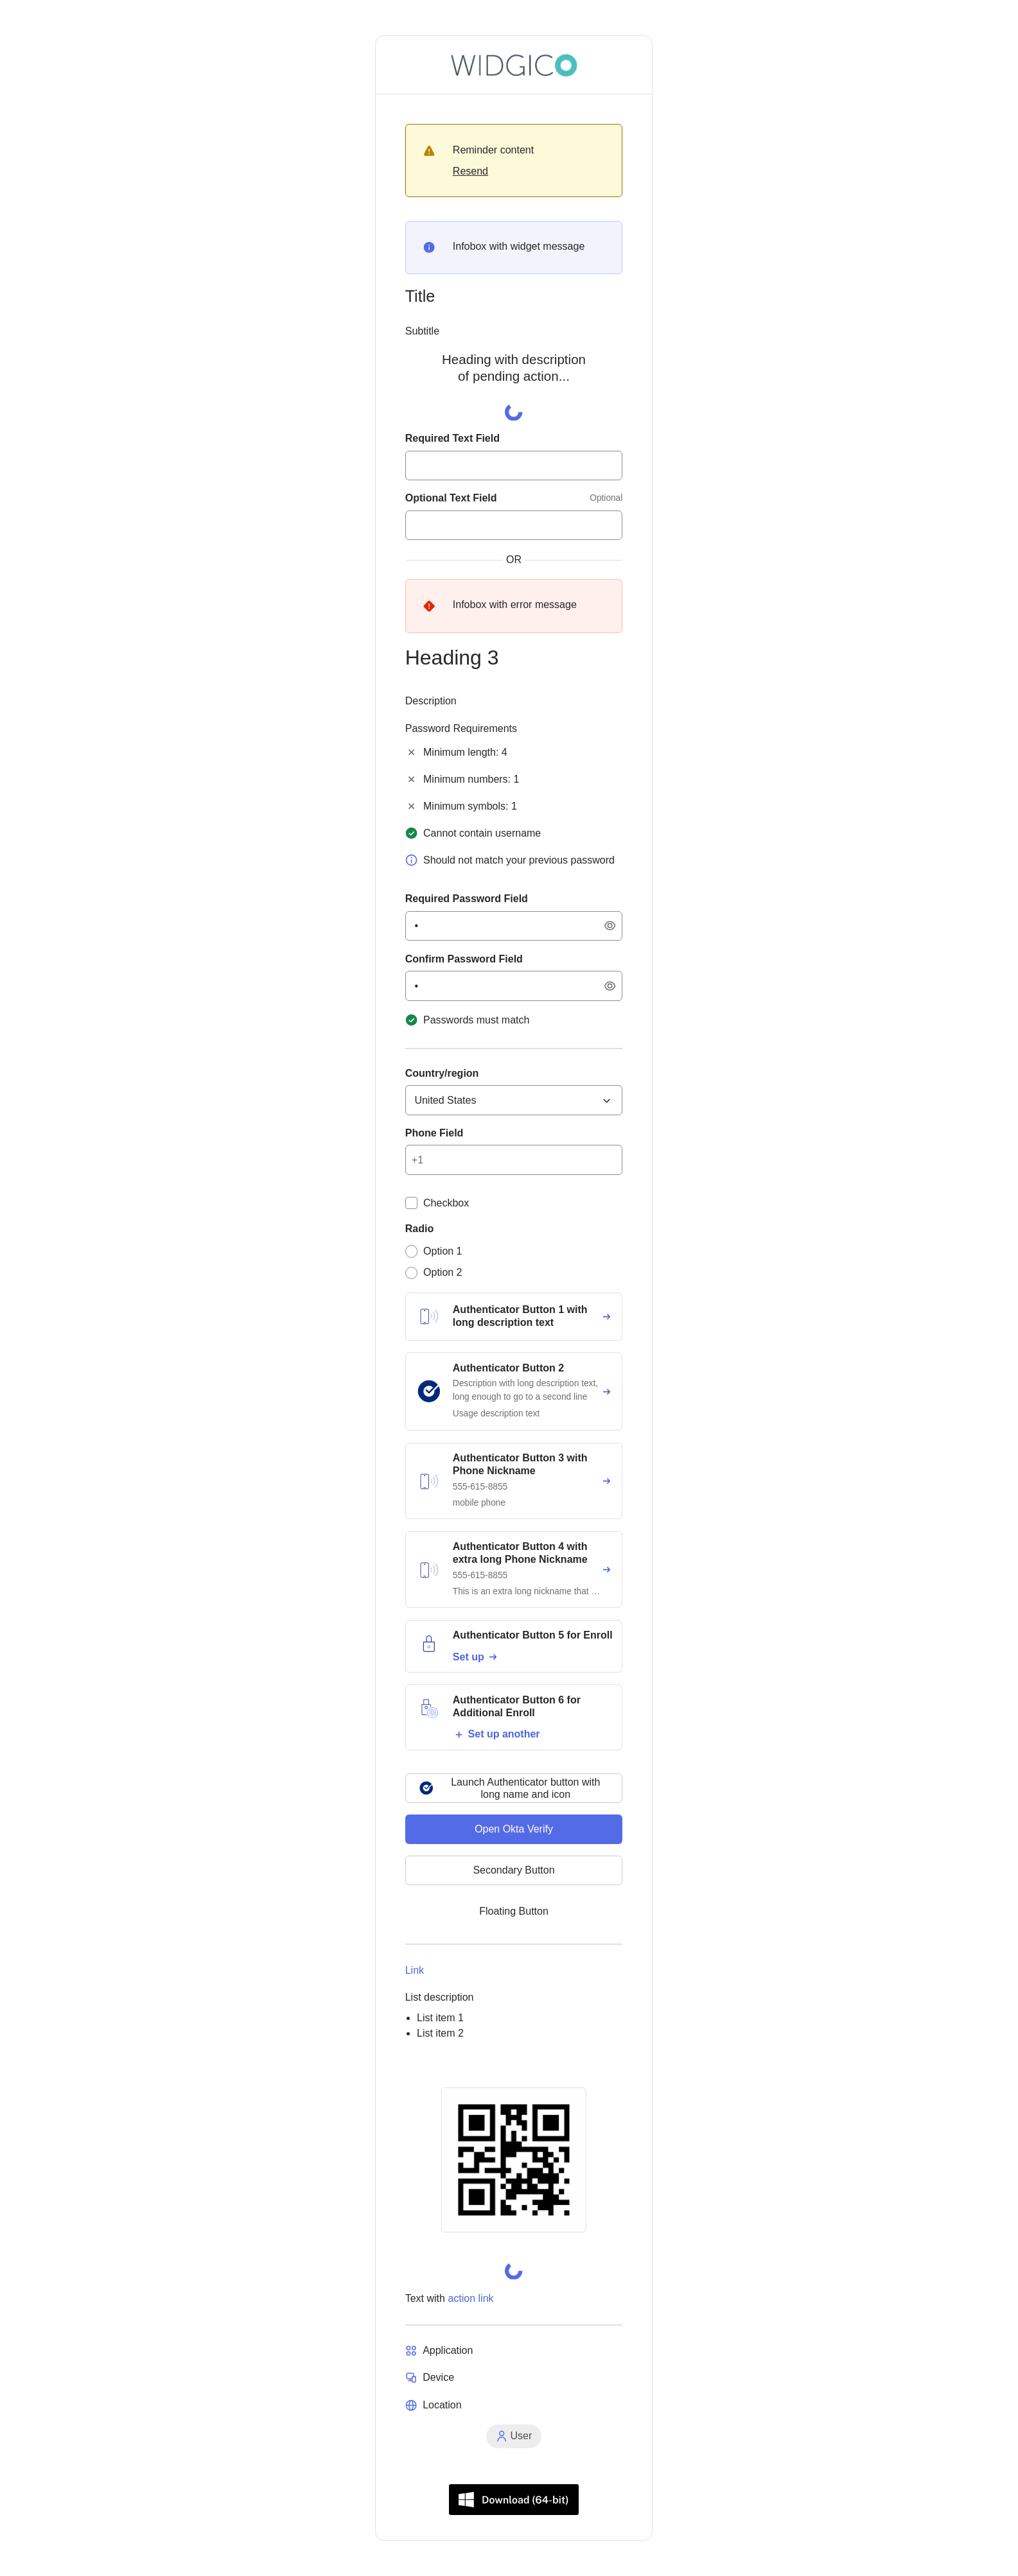 WIDGICO
Reminder content
Resend
Infobox with widget message
Title
Subtitle
Heading with description
of pending action...
Required Text Field
Optional Text Field Optional
OR
Infobox with error message
Heading 3
Description
Password Requirements
Minimum length: 4
Minimum numbers: 1
Minimum symbols: 1
Cannot contain username
Should not match your previous password
Required Password Field
•
Confirm Password Field
•
Passwords must match
Country/region
United States
Phone Field
+1
Checkbox
Radio
Option 1
Option 2
Authenticator Button 1 with
long description text
Authenticator Button 2
Description with long description text,
long enough to go to a second line
Usage description text
Authenticator Button 3 with
Phone Nickname
555-615-8855
mobile phone
Authenticator Button 4 with
extra long Phone Nickname
555-615-8855
This is an extra long nickname that …
Authenticator Button 5 for Enroll
Set up
Authenticator Button 6 for
Additional Enroll
Set up another
Launch Authenticator button with
long name and icon
Open Okta Verify
Secondary Button
Floating Button
Link
List description
• List item 1
• List item 2
Text with action link
Application
Device
Location
User
Download (64-bit)